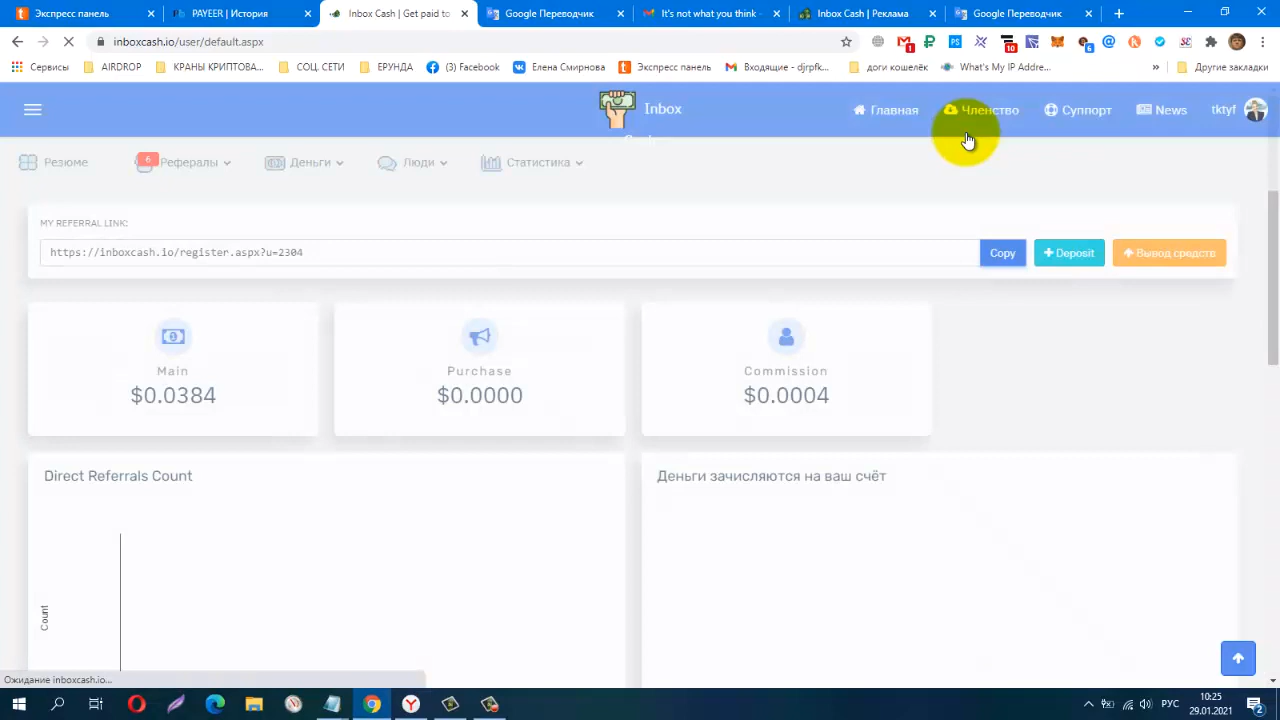 Экспресс панель
PAYEER | История
Inbox Cash | Get paid to
Google Переводчик
It's not what you think -
Inbox Cash | Реклама
Google Переводчик
inboxcash.io/user/default.aspx
1
10
6
Сервисы
AIRDROP
КРАНЫ КРИПТОВА...
СОЦ. СЕТИ
ЕРУНДА
(3) Facebook
Елена Смирнова
Экспресс панель
Входящие - djrpfk...
доги кошелёк
What's My IP Addre...
»
Другие закладки
Inbox
Главная
Членство
Суппорт
News
tktyf
6
Резюме
Рефералы
Деньги
Люди
Статистика
MY REFERRAL LINK:
https://inboxcash.io/register.aspx?u=2304
Copy
+ Deposit
Вывод средств
Main
Purchase
Commission
$0.0384
$0.0000
$0.0004
Direct Referrals Count
Деньги зачисляются на ваш счёт
Count
Ожидание inboxcash.io...
РУС
10:25
29.01.2021
2